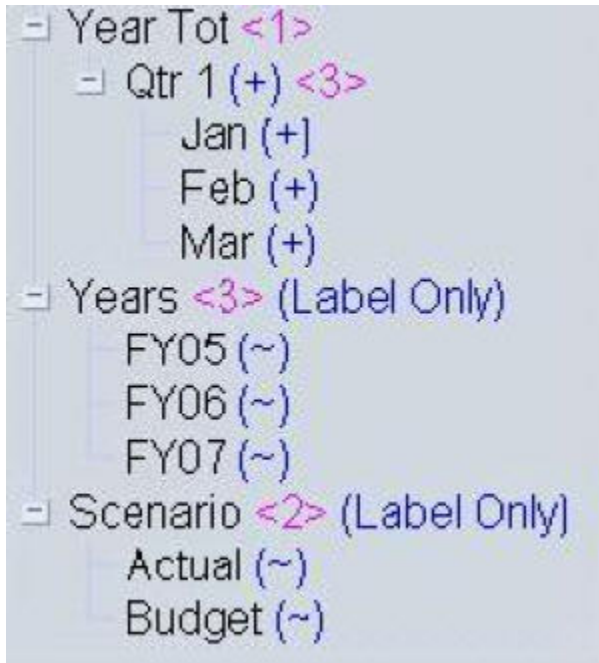 Year Tot <1>
Qtr 1 (+) <3>
Jan (+]
Feb (+)
Mar (+)
Years <3> (Label Only)
FY05 (~)
FY06 (~)
FY07 (~)
Scenario <2> (Label Only]
Actual (~)
Budget (~)